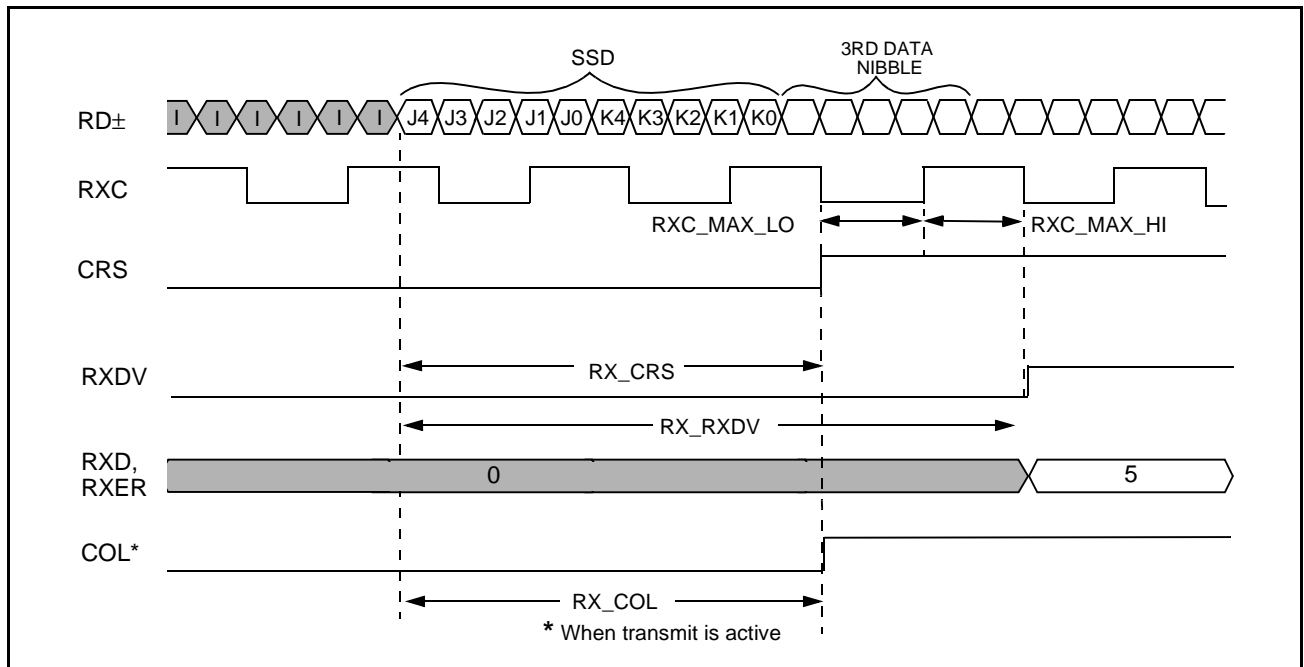 SSD
3RD DATA
NIBBLE
RD± I I I I I I J4 J3 J2 J1 J0 K4 K3 K2 K1 K0
RXC
RXC_MAX_LO RXC_MAX_HI
CRS
RX_CRS
RXDV
RX_RXDV
RXD,
RXER
0 5
COL*
RX_COL
* When transmit is active